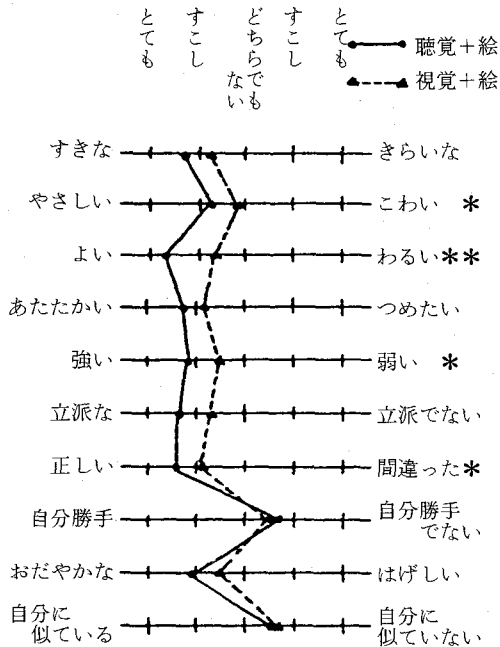 とても
すこし
どちらでも
ない
すこし
とても
聴覚+絵
視覚+絵
すきな きらいな
やさしい こわい *
よい わるい**
あたたかい つめたい
強い 弱い *
立派な 立派でない
正しい 間違った*
自分勝手 自分勝手
でない
おだやかな はげしい
自分に 自分に
似ている 似ていない